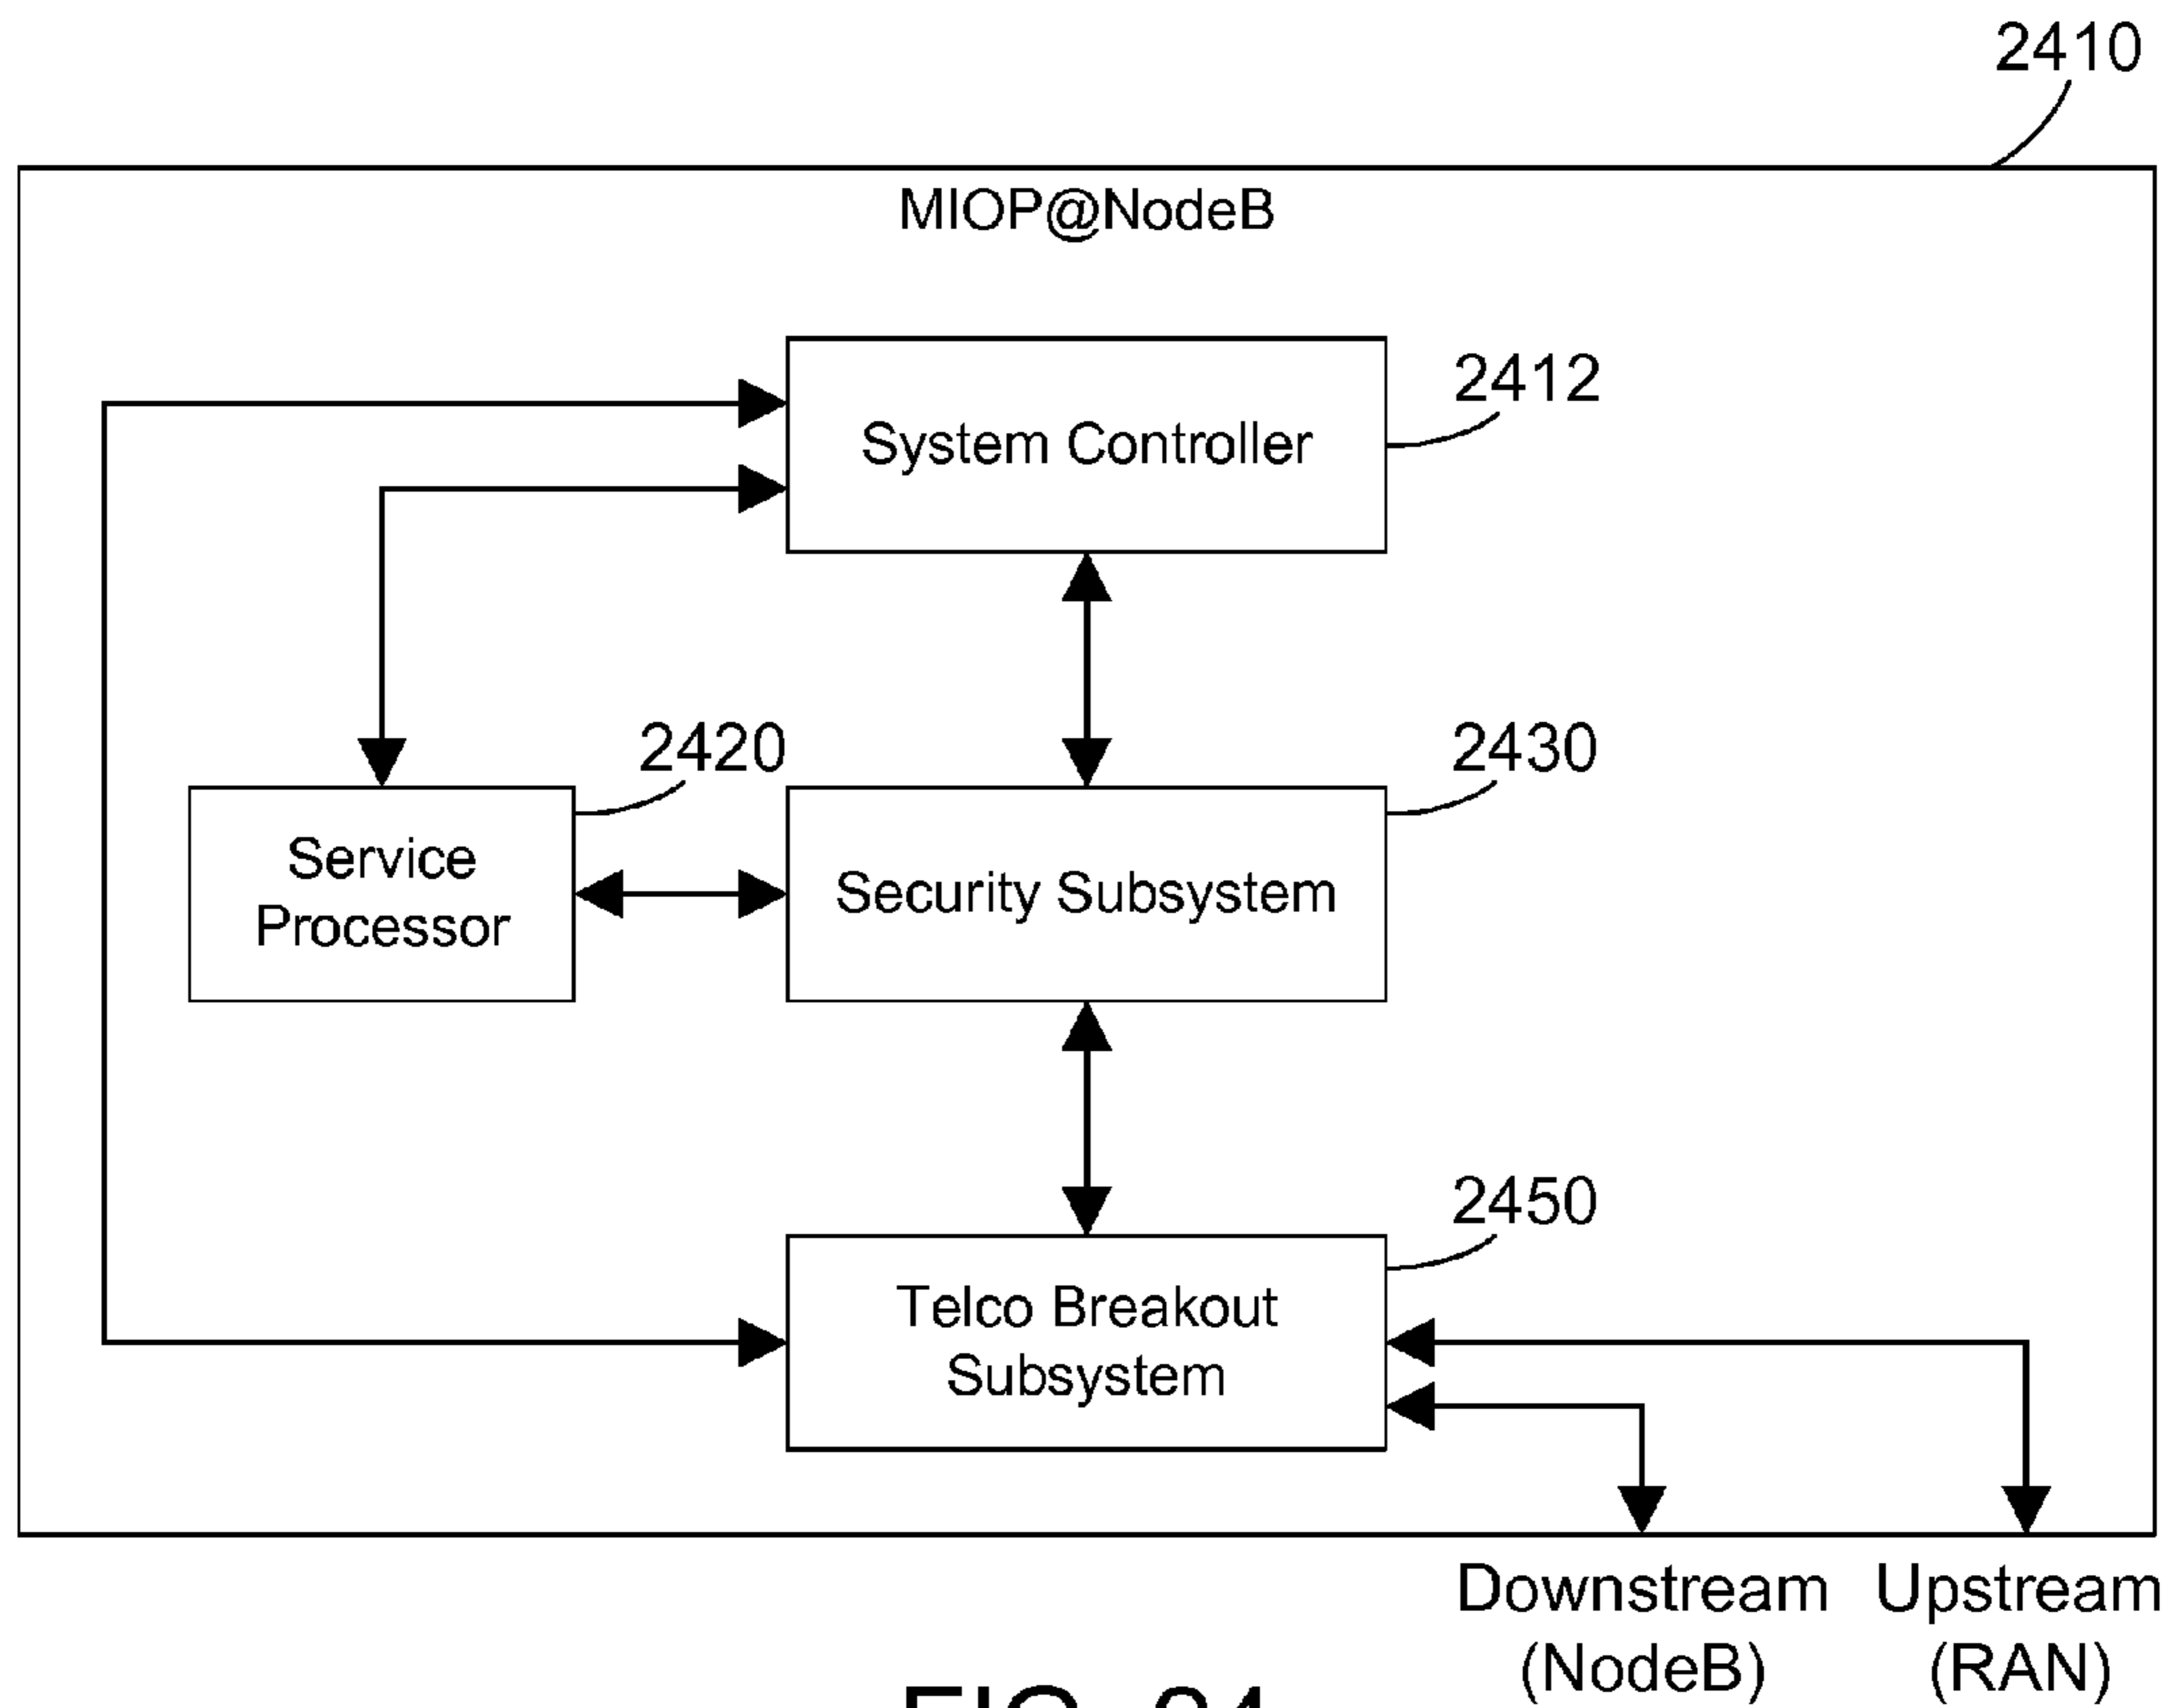 2410
MIOP@NodeB
System Controller
2412
2420
2430
Service
Processor
Security Subsystem
2450
Telco Breakout
Subsystem
Downstream
(NodeB)
Upstream
(RAN)